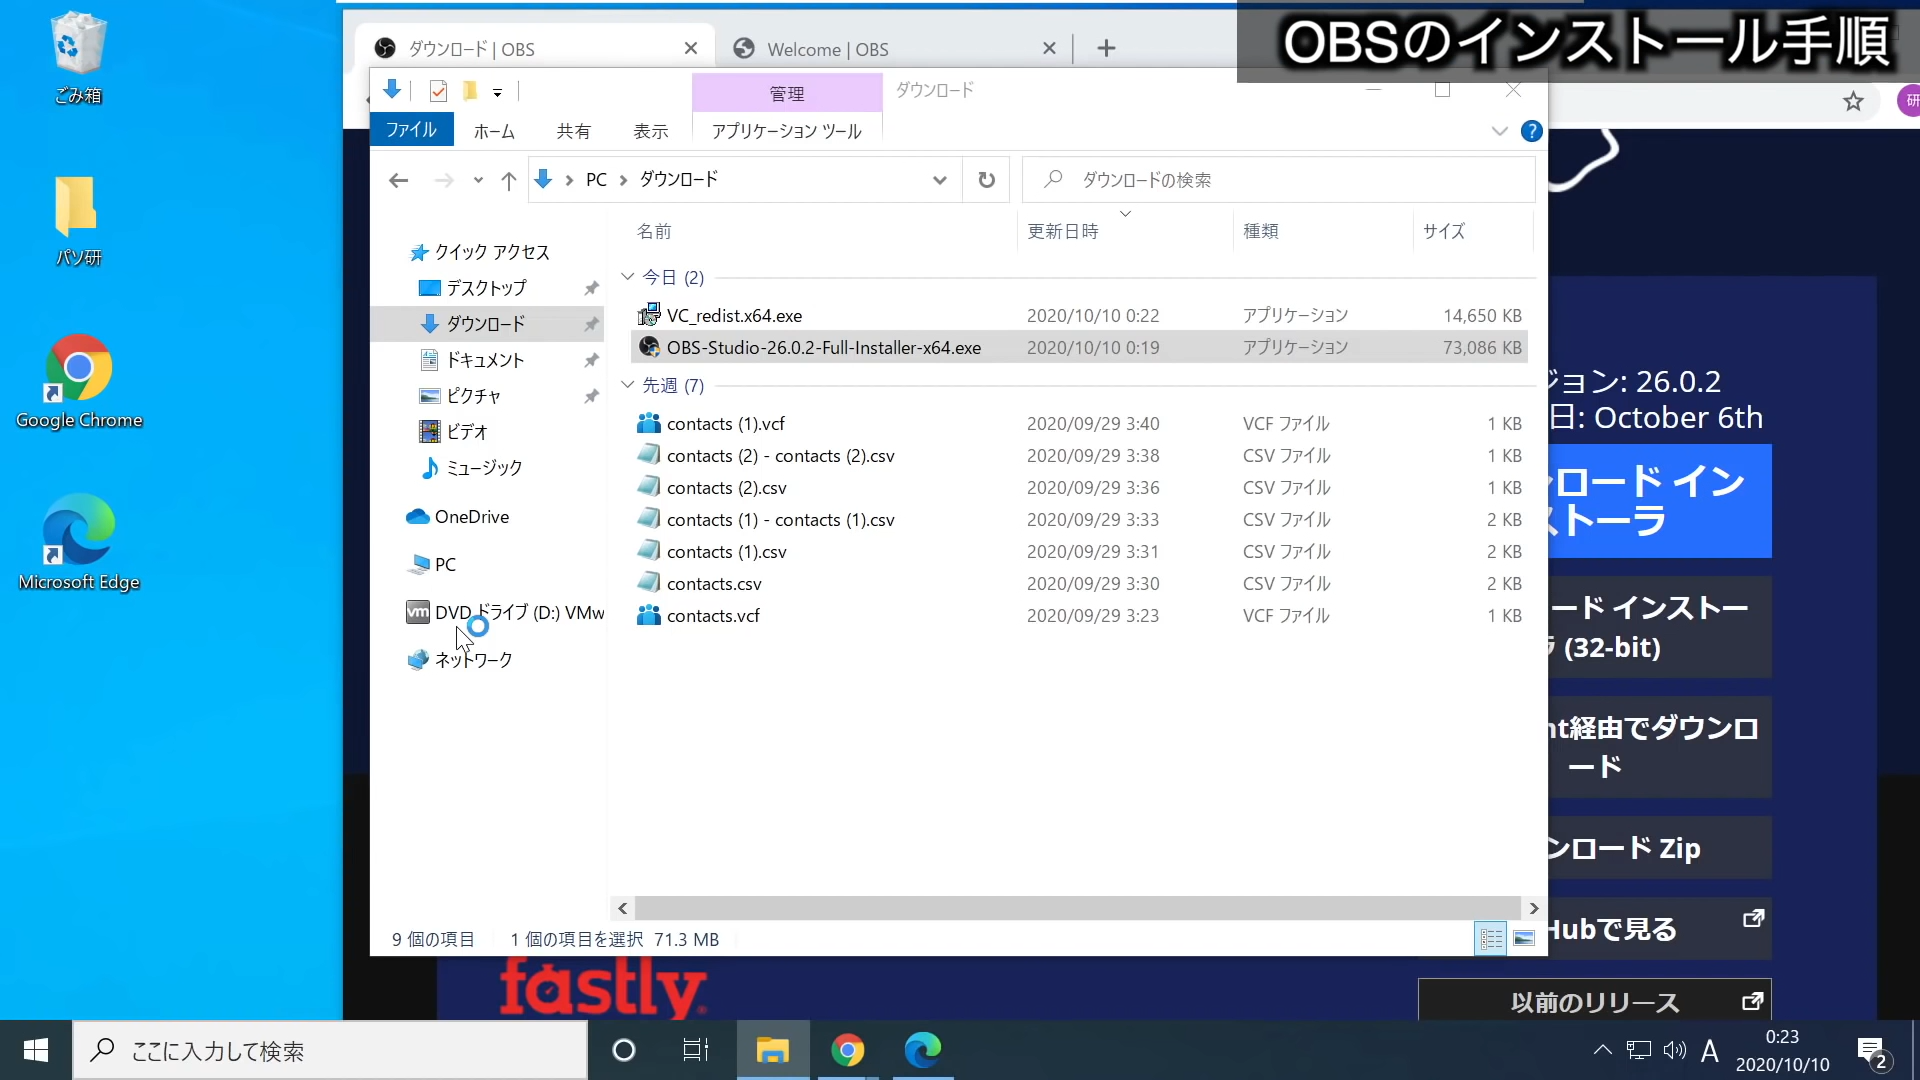 OBSのインストール手順
ごみ箱
パソ研
Google Chrome
Microsoft Edge
ダウンロード | OBS
Welcome | OBS
研
管理
ダウンロード
ファイル
ホーム
共有
表示
アプリケーション ツール
PC
ダウンロード
ダウンロードの検索
名前
更新日時
種類
サイズ
クイック アクセス
デスクトップ
ダウンロード
ドキュメント
ピクチャ
ビデオ
ミュージック
OneDrive
PC
DVD ドライブ (D:) VMw
ネットワーク
今日 (2)
VC_redist.x64.exe 2020/10/10 0:22 アプリケーション 14,650 KB
OBS-Studio-26.0.2-Full-Installer-x64.exe 2020/10/10 0:19 アプリケーション 73,086 KB
先週 (7)
contacts (1).vcf 2020/09/29 3:40 VCF ファイル 1 KB
contacts (2) - contacts (2).csv 2020/09/29 3:38 CSV ファイル 1 KB
contacts (2).csv 2020/09/29 3:36 CSV ファイル 1 KB
contacts (1) - contacts (1).csv 2020/09/29 3:33 CSV ファイル 2 KB
contacts (1).csv 2020/09/29 3:31 CSV ファイル 2 KB
contacts.csv 2020/09/29 3:30 CSV ファイル 2 KB
contacts.vcf 2020/09/29 3:23 VCF ファイル 1 KB
9 個の項目
1 個の項目を選択 71.3 MB
ジョン: 26.0.2
日: October 6th
ンロード イン
ストーラ
ード インストー
ラ (32-bit)
nt経由でダウンロ
ード
ンロード Zip
Hubで見る
以前のリリース
fastly
ここに入力して検索
A
0:23
2020/10/10
2